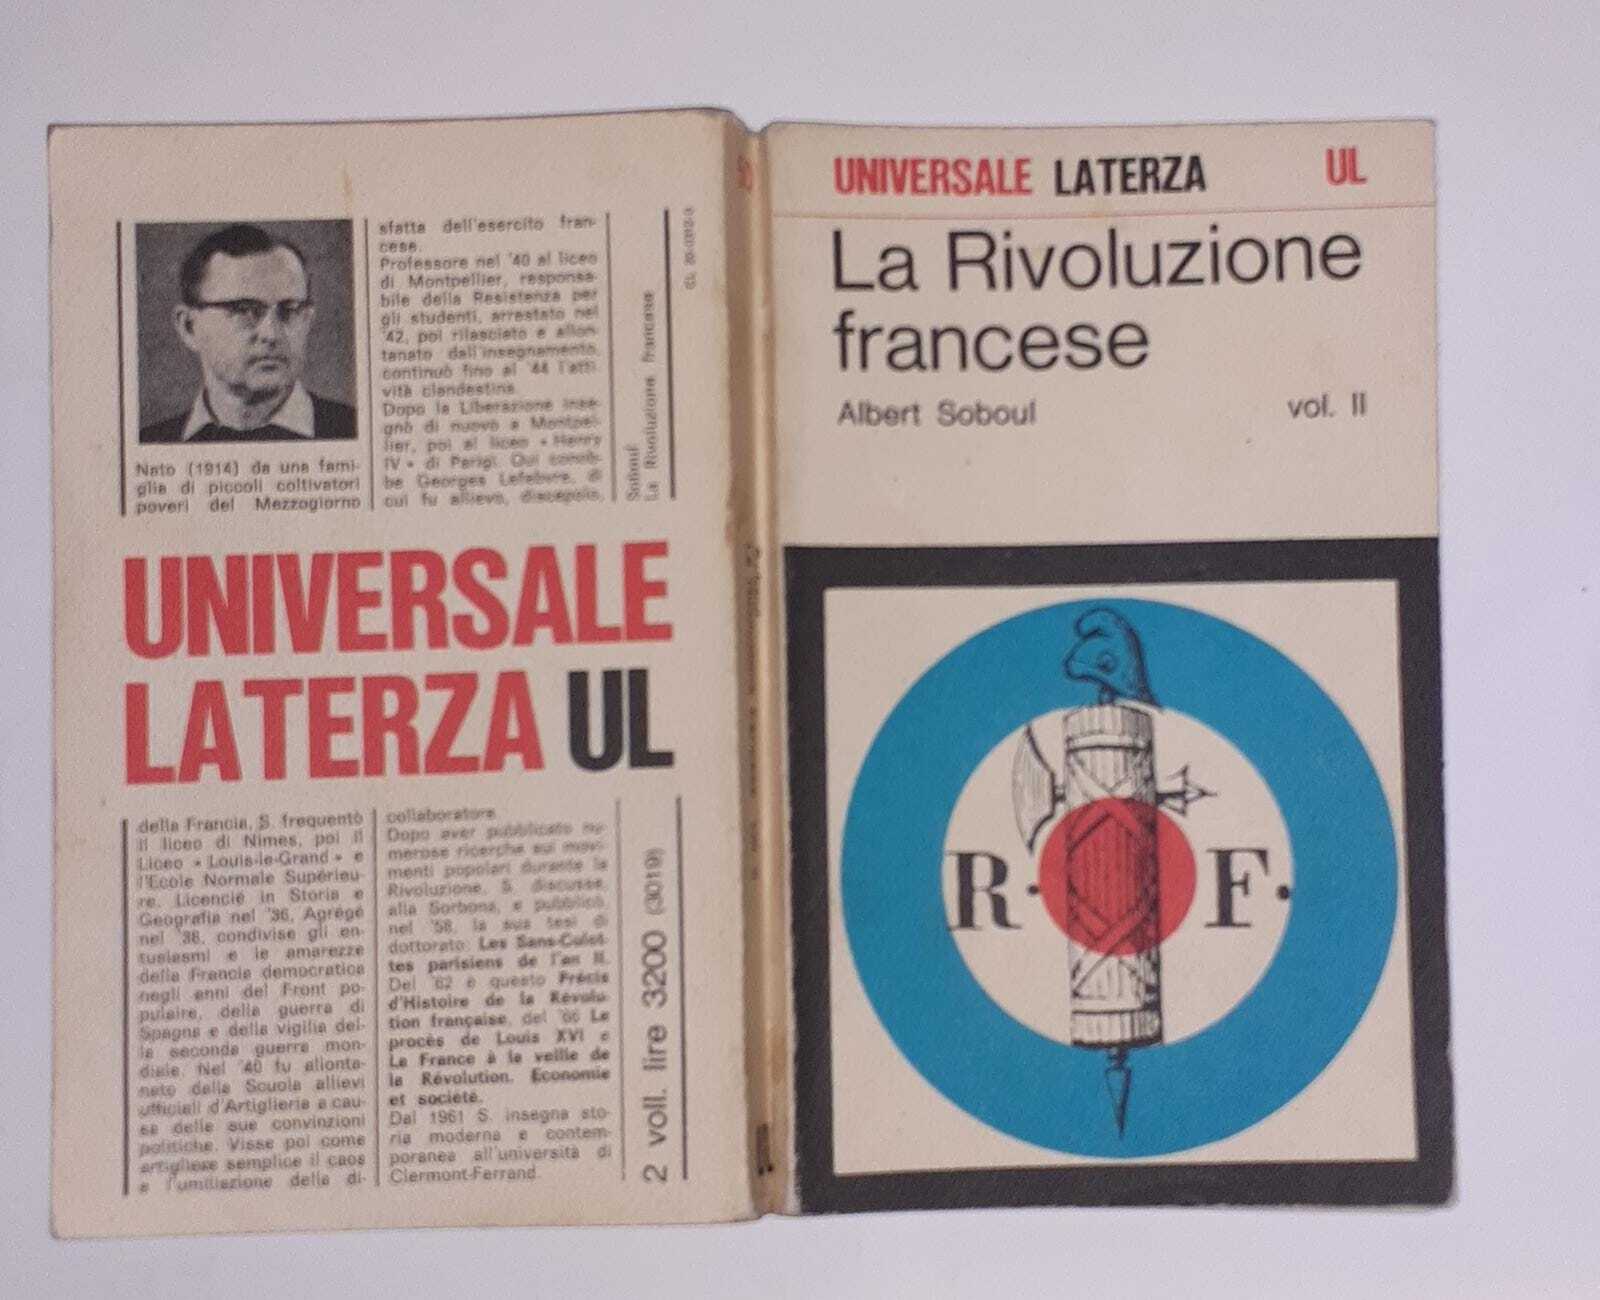 UNIVERSALE LATERZA UL
La Rivoluzione
francese
Albert Soboul vol. II
R. F.
Nato (1914) da una fami-
glia di piccoli coltivatori
poveri del Mezzogiorno
della Francia, S. frequentò
il liceo di Nîmes, poi il
Liceo « Louis-le-Grand » e
l'Ecole Normale Supérieu-
re. Licencié in Storia e
Geografia nel '36, Agrégé
nel '38, condivise gli en-
tusiasmi e le amarezze
della Francia democratica
negli anni del Front po-
pulaire, della guerra di
Spagna e della vigilia del-
la seconda guerra mon-
diale. Nel '40 fu allonta-
nato dalla Scuola allievi
ufficiali d'Artiglieria a cau-
sa delle sue convinzioni
politiche. Visse poi come
artigliere semplice il caos
e l'umiliazione della di-
sfatta dell'esercito fran-
cese.
Professore nel '40 al liceo
di Montpellier, responsa-
bile della Resistenza per
gli studenti, arrestato nel
'42, poi rilasciato e allon-
tanato dall'insegnamento,
continuò fino al '44 l'atti-
vità clandestina.
Dopo la Liberazione inse-
gnò di nuovo a Montpel-
lier, poi al liceo « Henry
IV » di Parigi. Qui conob-
be Georges Lefebvre, di
cui fu allievo, discepolo,
collaboratore.
Dopo aver pubblicato nu-
merose ricerche sui movi-
menti popolari durante la
Rivoluzione, S. discusse,
alla Sorbona, e pubblicò,
nel '58, la sua tesi di
dottorato: Les Sans-Culot-
tes parisiens de l'an II.
Del '62 è questo Précis
d'Histoire de la Révolu-
tion française, del '66 Le
procès de Louis XVI e
La France à la veille de
la Révolution. Economie
et société.
Dal 1961 S. insegna sto-
ria moderna e contem-
poranea all'università di
Clermont-Ferrand.
UNIVERSALE
LATERZA UL
Soboul
La Rivoluzione francese
2 voll. lire 3200 (3019)